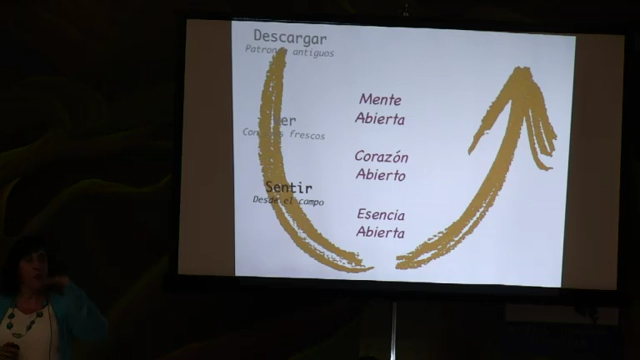 Descargar
antiguos
Mente
Abierta
frescos
Corazón
Abierto
Sentir
Desde el campo
Esencia
Abierta